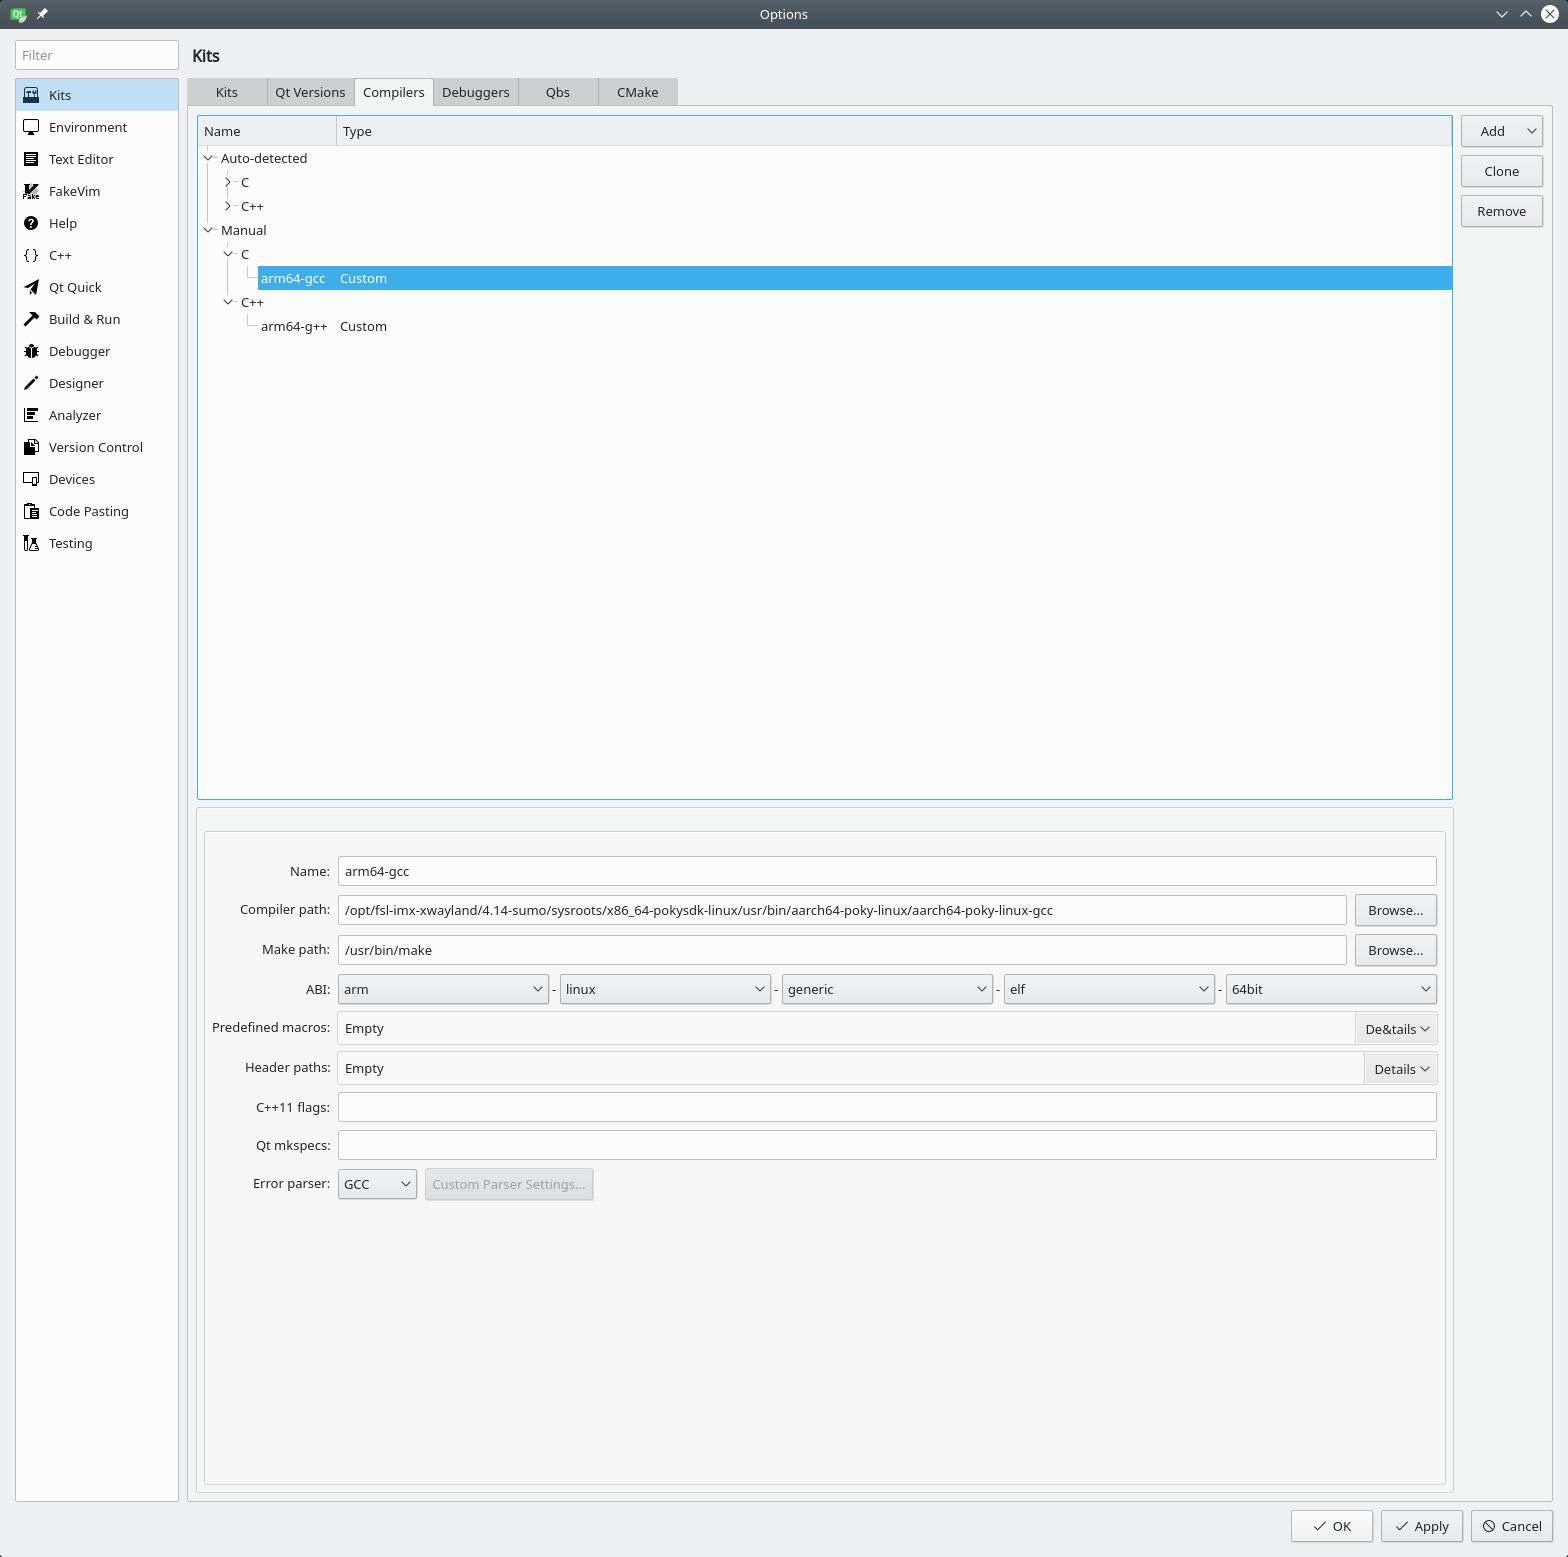 Options
Filter
Kits
Environment
Text Editor
FakeVim
Help
C++
Qt Quick
Build & Run
Debugger
Designer
Analyzer
Version Control
Devices
Code Pasting
Testing
Kits
Kits Qt Versions Compilers Debuggers Qbs CMake
Name Type
Auto-detected
C
C++
Manual
C
arm64-gcc Custom
C++
arm64-g++ Custom
Add
Clone
Remove
Name: arm64-gcc
Compiler path: /opt/fsl-imx-xwayland/4.14-sumo/sysroots/x86_64-pokysdk-linux/usr/bin/aarch64-poky-linux/aarch64-poky-linux-gcc Browse...
Make path: /usr/bin/make Browse...
ABI: arm - linux - generic - elf - 64bit
Predefined macros: Empty De&tails
Header paths: Empty Details
C++11 flags:
Qt mkspecs:
Error parser: GCC Custom Parser Settings...
OK Apply Cancel